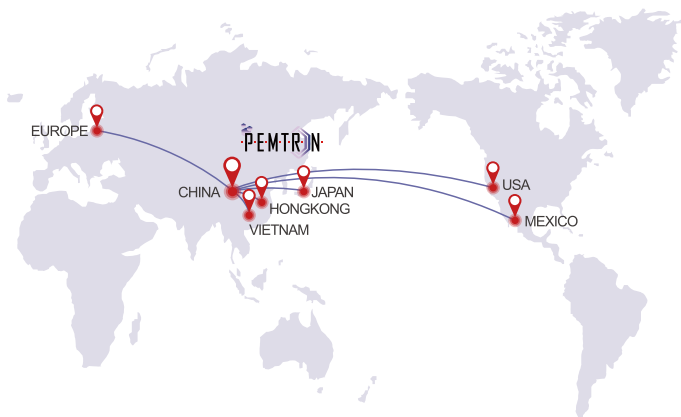 EUROPE
PEMTRON
CHINA
JAPAN
USA
HONGKONG
MEXICO
VIETNAM